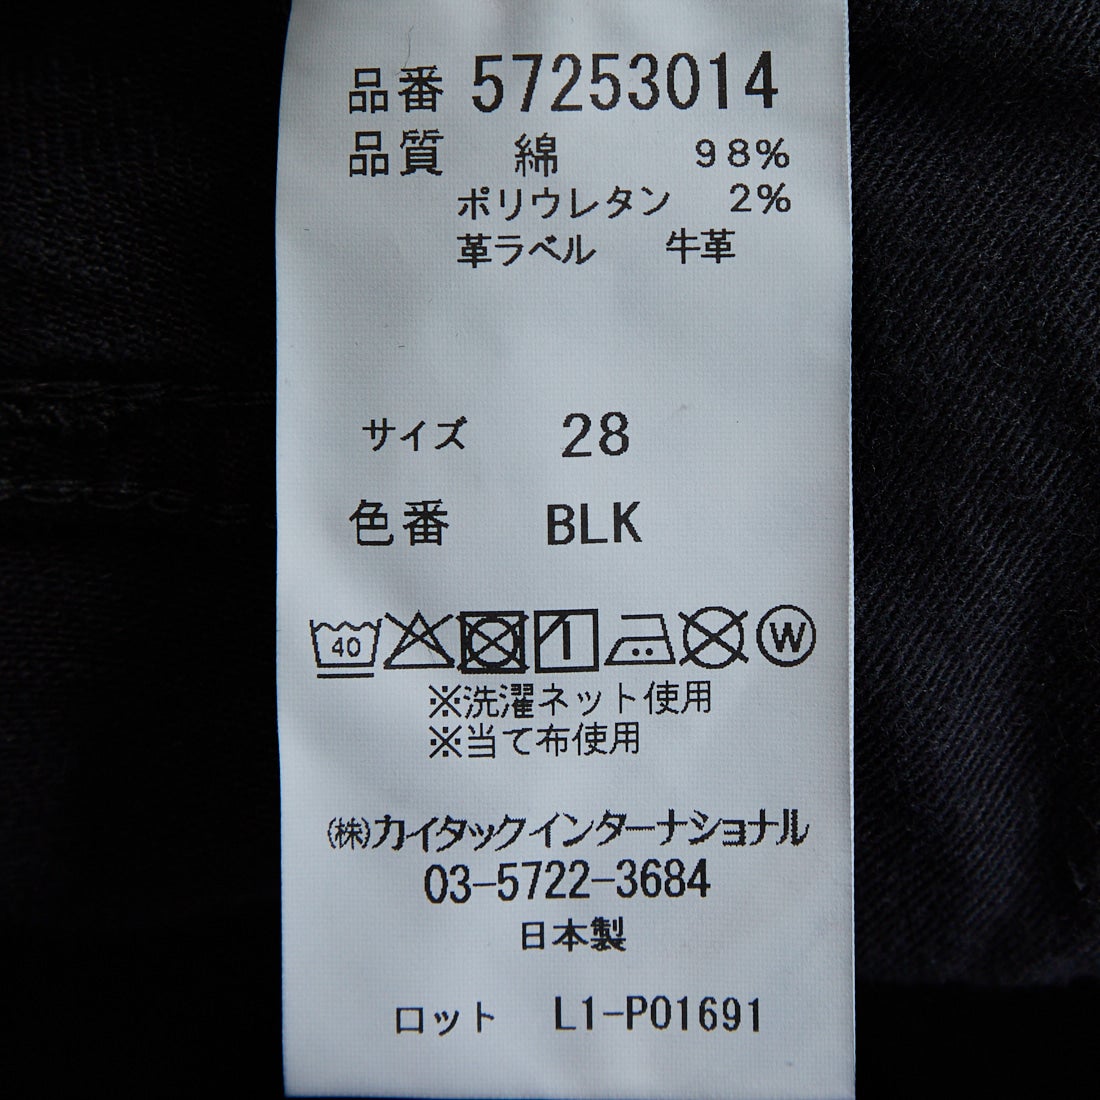 品番 57253014
品質 綿 98%
ポリウレタン 2%
革ラベル 牛革
サイズ 28
色番 BLK
40 W
※洗濯ネット使用
※当て布使用
(株)カイタックインターナショナル
03-5722-3684
日本製
ロット L1-P01691